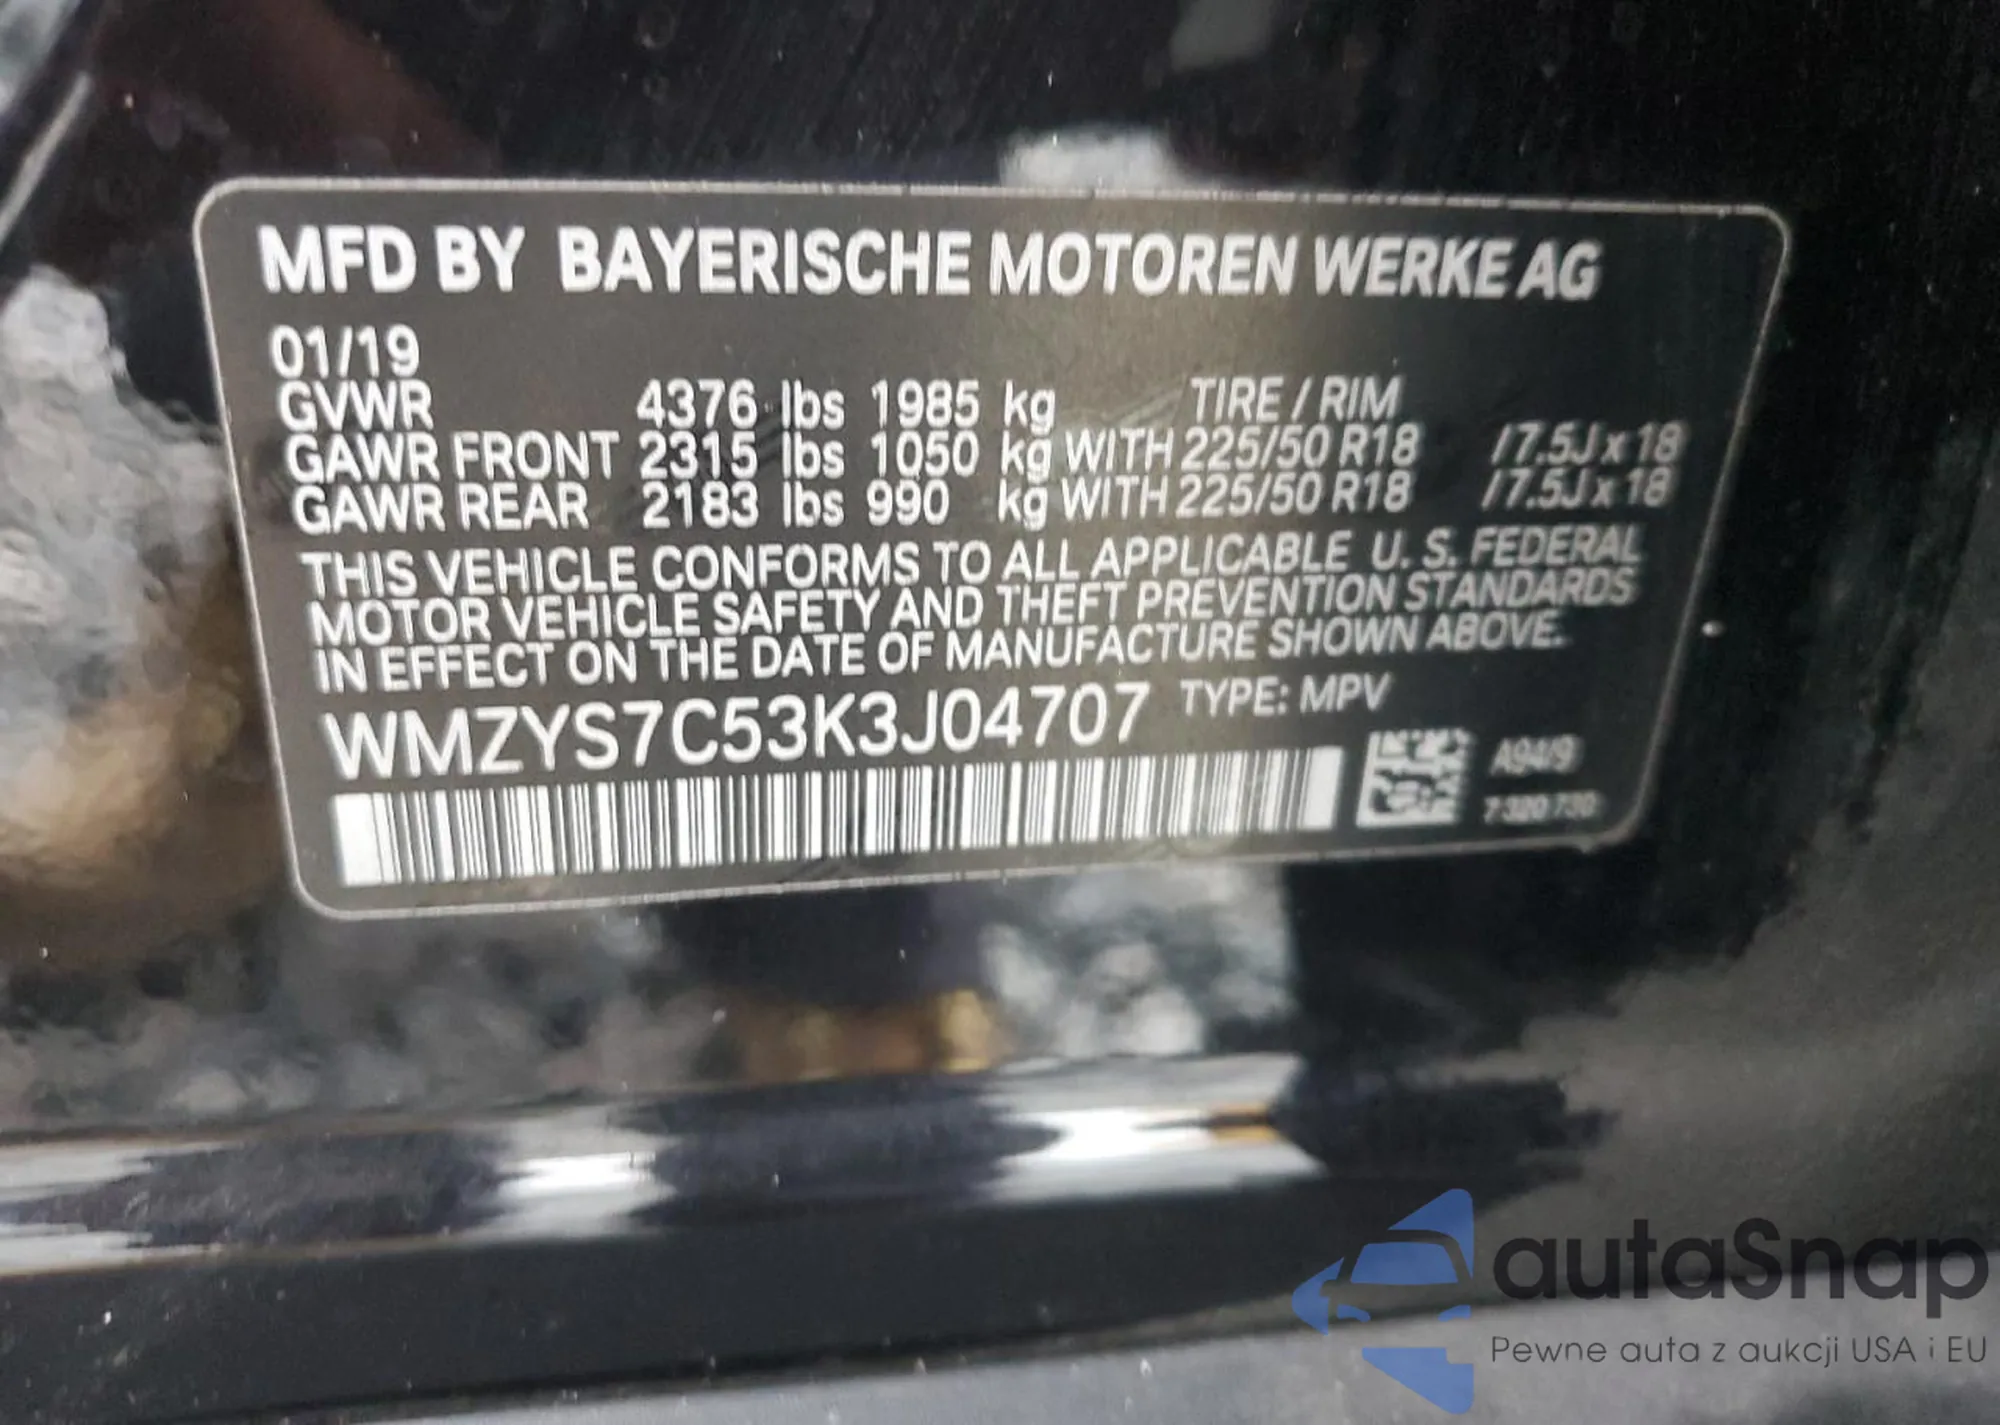 MFD BY BAYERISCHE MOTOREN WERKE AG
01/19
GVWR 4376 lbs 1985 kg TIRE / RIM
GAWR FRONT 2315 lbs 1050 kg WITH 225/50 R18 /7.5J x 18
GAWR REAR 2183 lbs 990 kg WITH 225/50 R18 /7.5J x 18
THIS VEHICLE CONFORMS TO ALL APPLICABLE U. S. FEDERAL
MOTOR VEHICLE SAFETY AND THEFT PREVENTION STANDARDS
IN EFFECT ON THE DATE OF MANUFACTURE SHOWN ABOVE.
WMZYS7C53K3J04707 TYPE: MPV
A94/9
autaSnap
Pewne auta z aukcji USA i EU